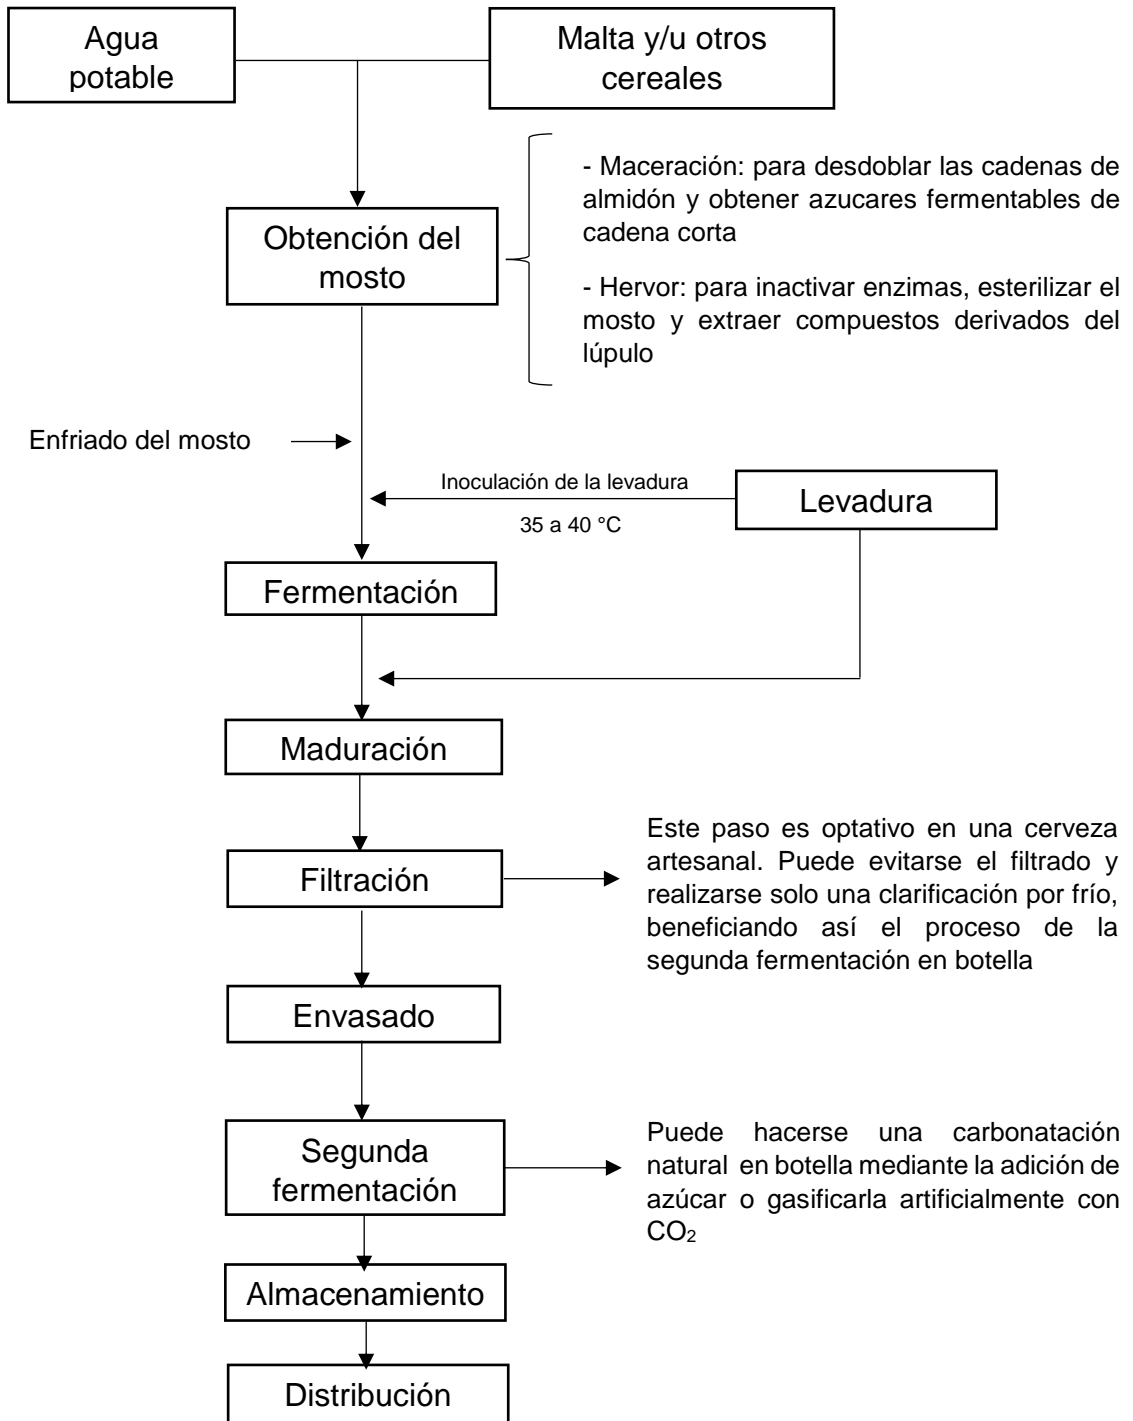 Agua
potable
Malta y/u otros
cereales
- Maceración: para desdoblar las cadenas de
almidón y obtener azucares fermentables de
cadena corta
Obtención del
mosto
- Hervor: para inactivar enzimas, esterilizar el
mosto y extraer compuestos derivados del
lúpulo
Enfriado del mosto
Inoculación de la levadura
35 a 40 °C
Levadura
Fermentación
Maduración
Filtración
Este paso es optativo en una cerveza
artesanal. Puede evitarse el filtrado y
realizarse solo una clarificación por frío,
beneficiando así el proceso de la
segunda fermentación en botella
Envasado
Segunda
fermentación
Puede hacerse una carbonatación
natural en botella mediante la adición de
azúcar o gasificarla artificialmente con
CO₂
Almacenamiento
Distribución